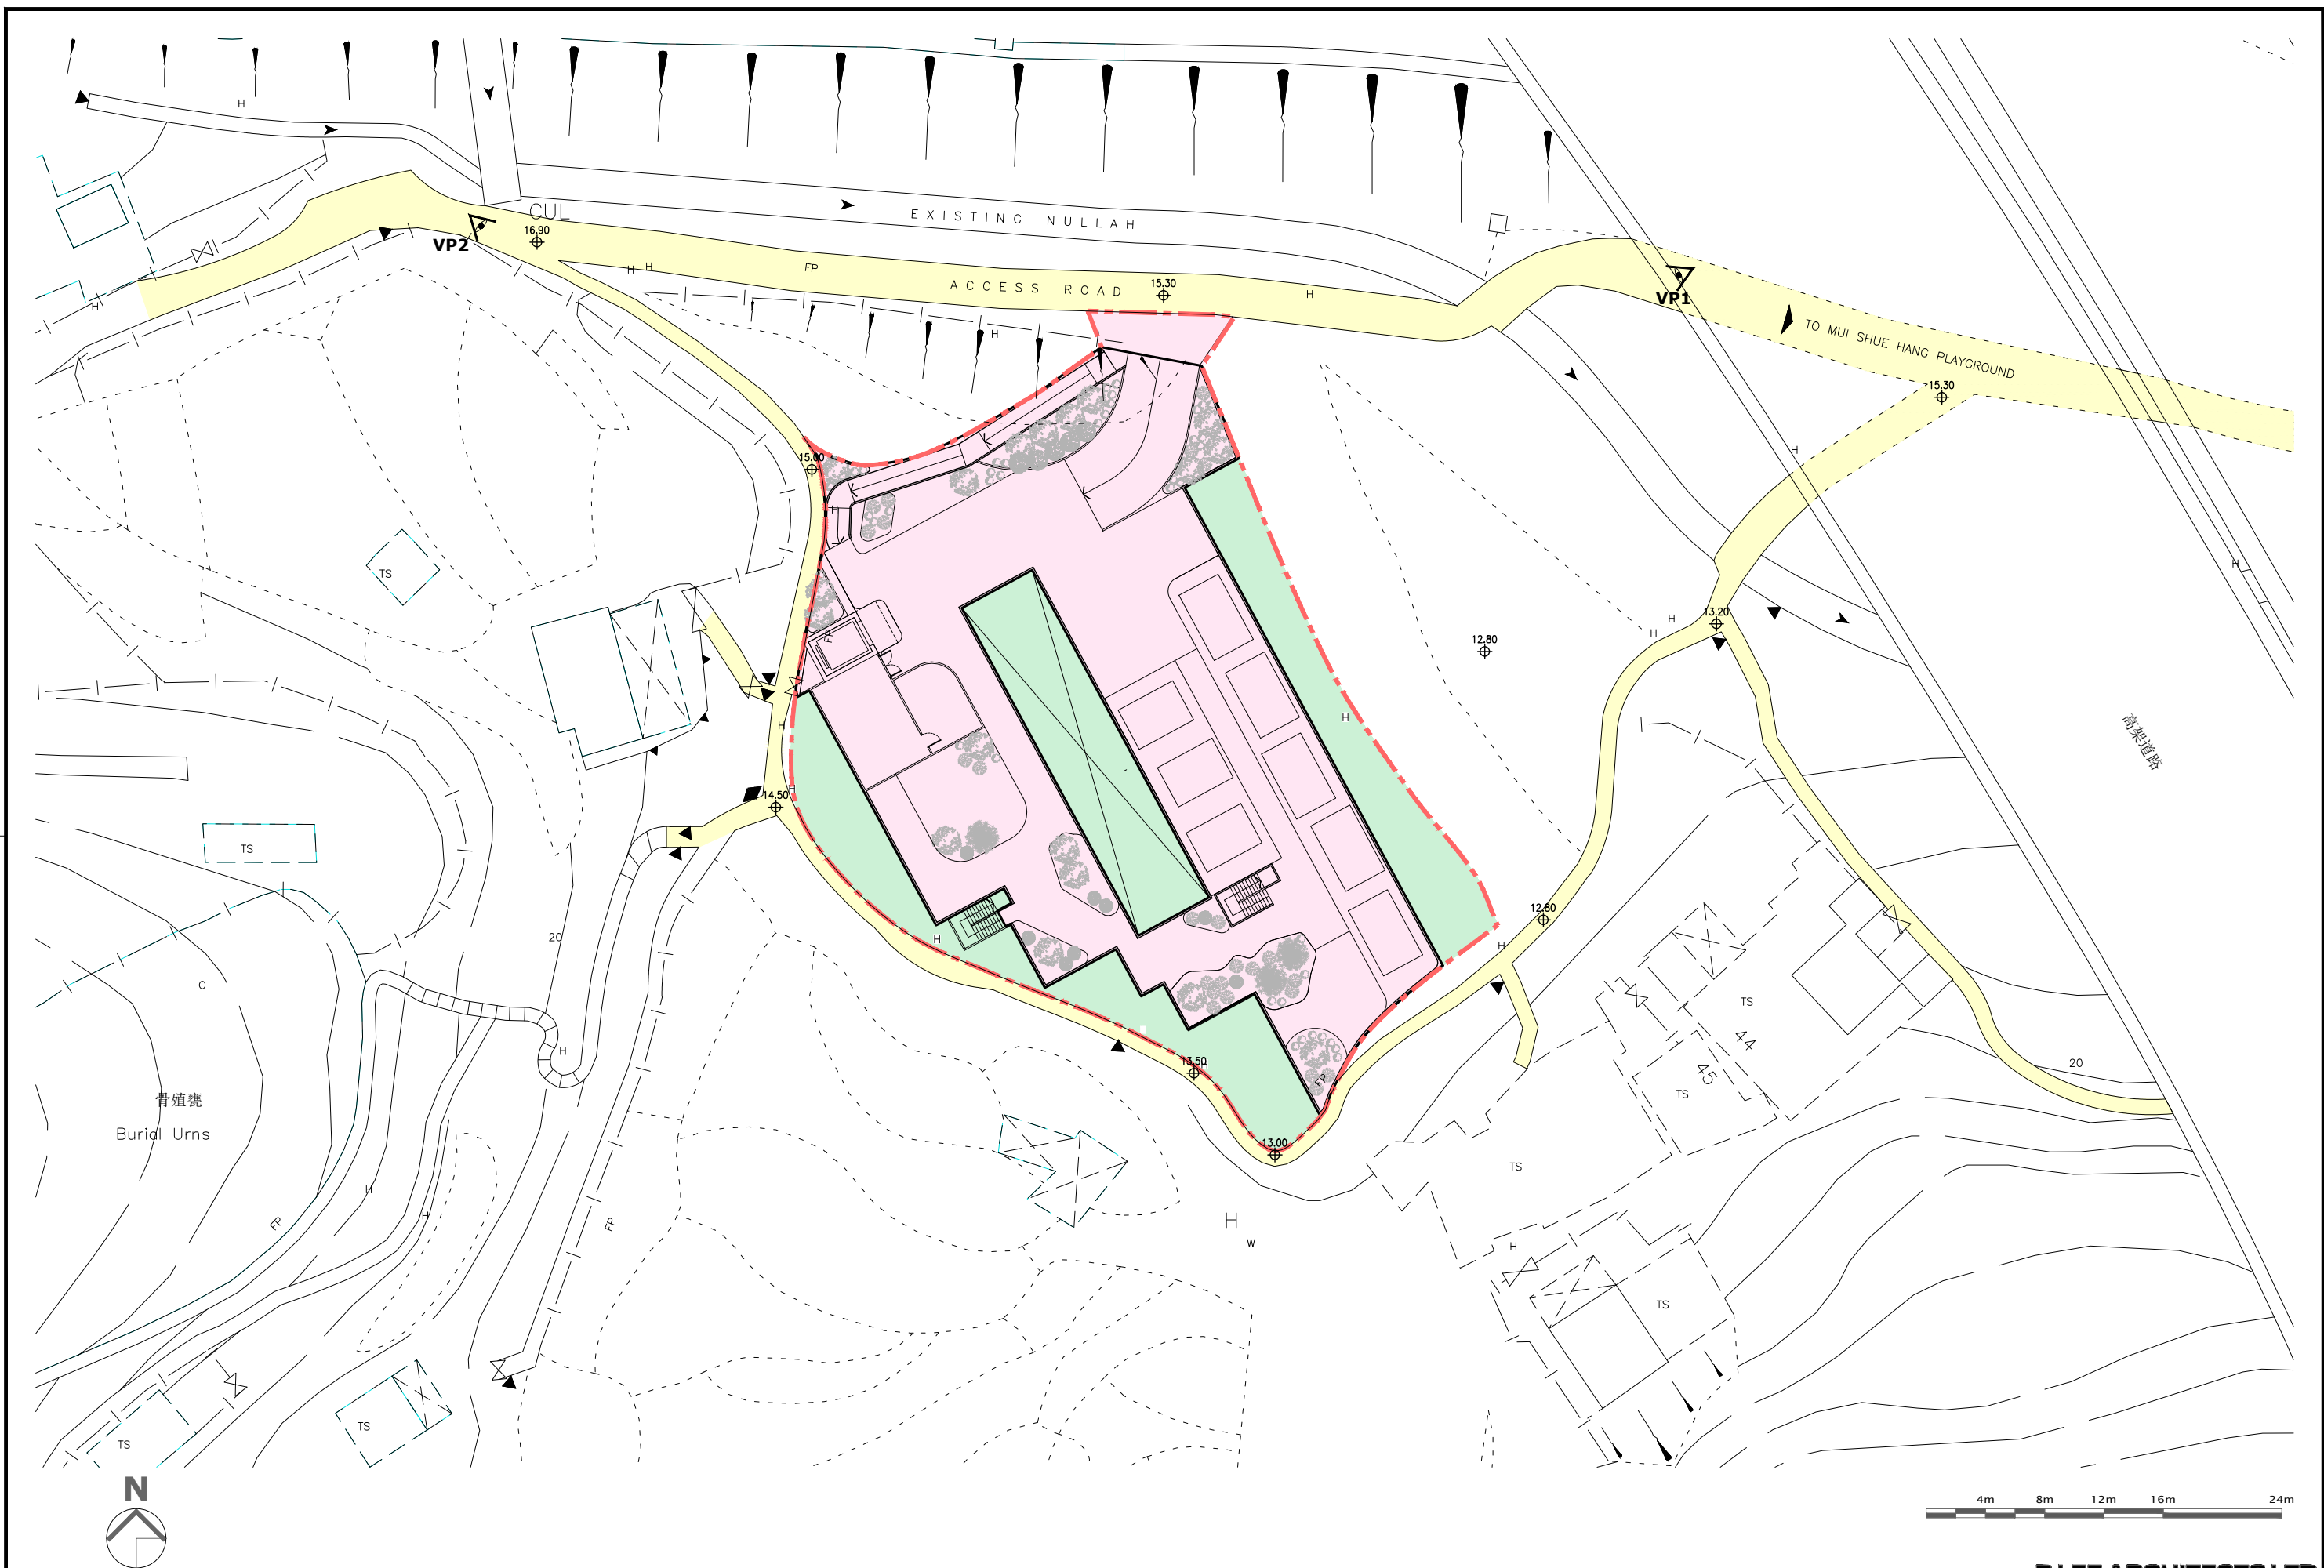 H
CUL
VP2
16.90
EXISTING NULLAH
H
H
FP
ACCESS ROAD
15.30
H
VP1
TO MUI SHUE HANG PLAYGROUND
15.30
H
H
15.00
H
H
TS
FP
12.80
13.20
H
H
H
H
H
高架道路
14.50
H
TS
20
H
12.80
H
C
TS
44
45
TS
20
H
13.50
H
FP
骨殖甕
Burial Urns
13.00
TS
H
H
FP
FP
H
W
H
TS
TS
TS
N
4m 8m 12m 16m 24m